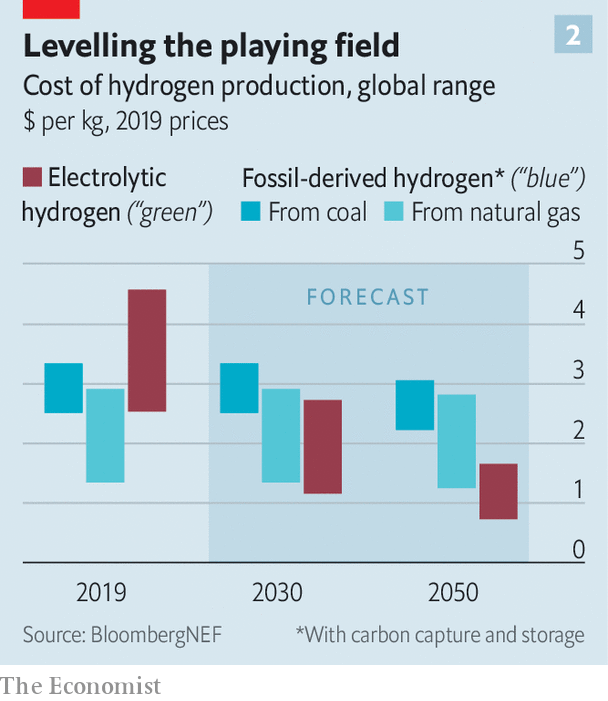 2
Levelling the playing field
Cost of hydrogen production, global range
$ per kg, 2019 prices
Electrolytic
hydrogen (“green”)
Fossil-derived hydrogen* (“blue”)
From coal
From natural gas
FORECAST
5
4
3
2
1
0
2019
2030
2050
Source: BloombergNEF
*With carbon capture and storage
The Economist